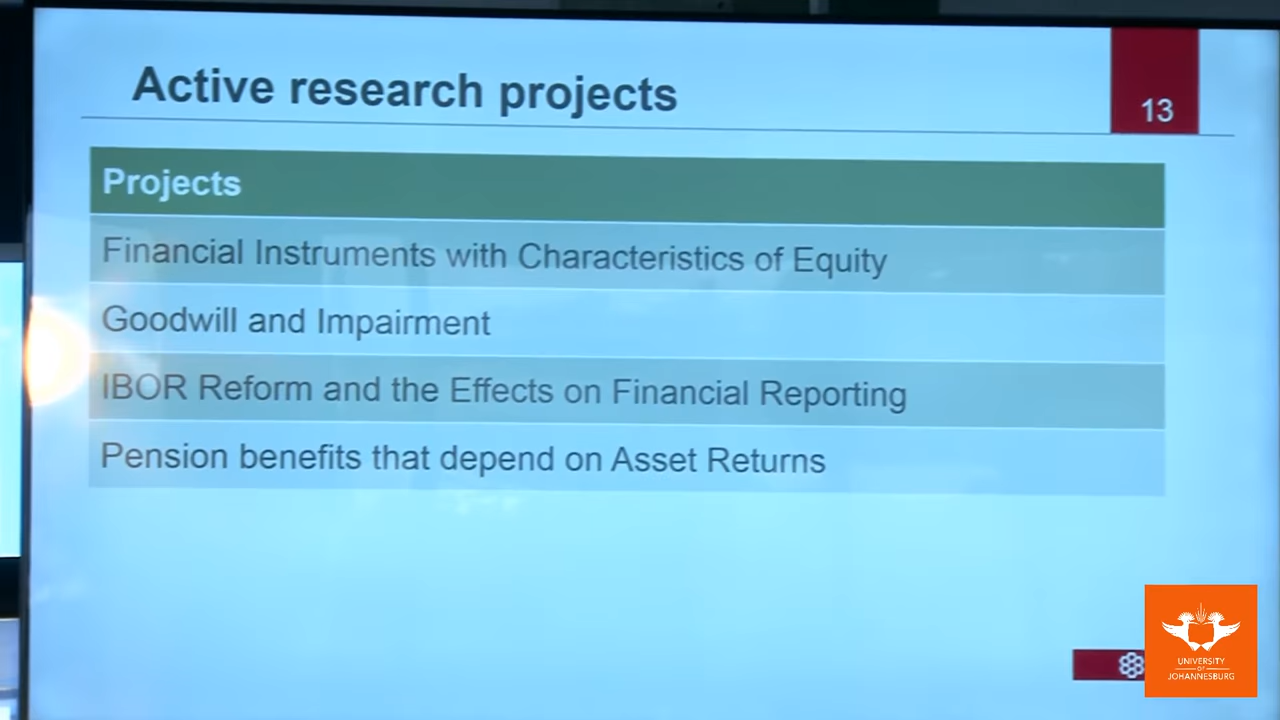 Active research projects
13
Projects
Financial Instruments with Characteristics of Equity
Goodwill and Impairment
IBOR Reform and the Effects on Financial Reporting
Pension benefits that depend on Asset Returns
UNIVERSITY
OF
JOHANNESBURG